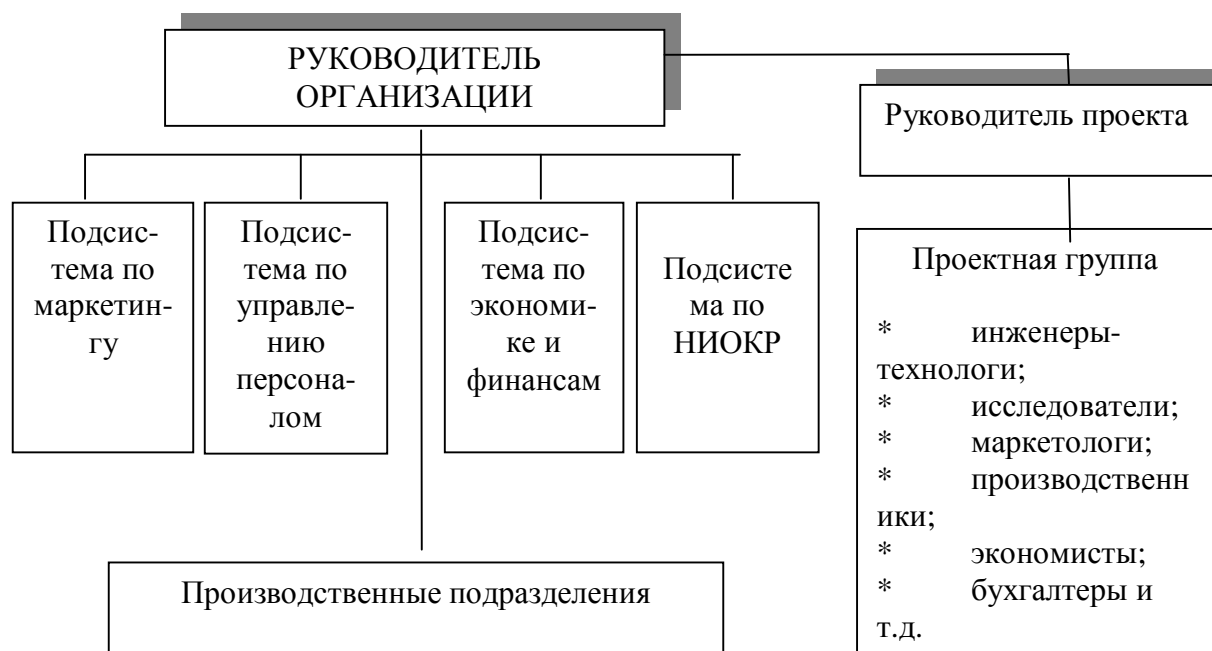 РУКОВОДИТЕЛЬ
ОРГАНИЗАЦИИ
Руководитель проекта
Подсис-
тема по
маркетин-
гу
Подсис-
тема по
управле-
нию
персона-
лом
Подсис-
тема по
экономи-
ке и
финансам
Подсисте
ма по
НИОКР
Проектная группа
* инженеры-
технологи;
* исследователи;
* маркетологи;
* производственн
ики;
* экономисты;
* бухгалтеры и
т.д.
Производственные подразделения